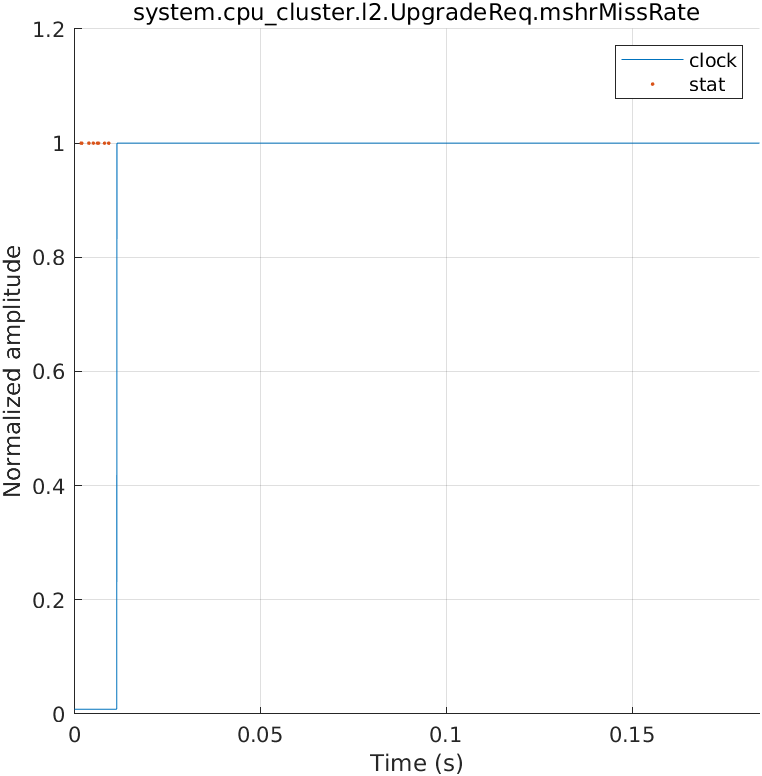 system.cpu_cluster.l2.UpgradeReq.mshrMissRate
1.2
clock
stat
1
0.8
0.6
0.4
0.2
0
Normalized amplitude
0
0.05
0.1
0.15
Time (s)